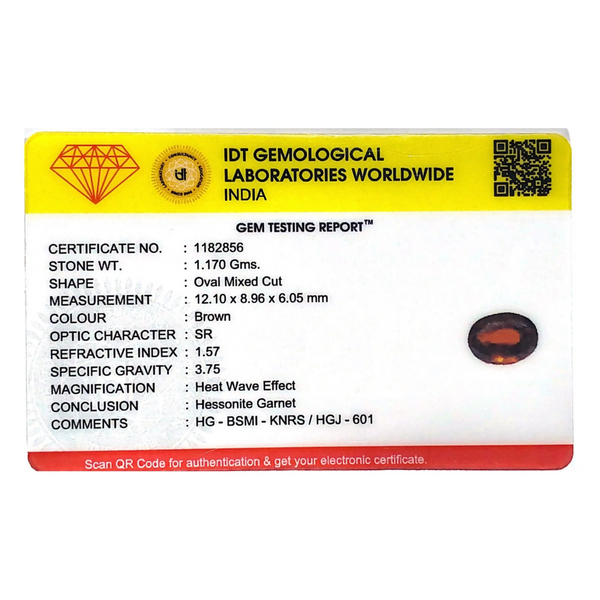 IDT GEMOLOGICAL
LABORATORIES WORLDWIDE
INDIA
GEM TESTING REPORT™
CERTIFICATE NO. : 1182856
STONE WT. : 1.170 Gms.
SHAPE : Oval Mixed Cut
MEASUREMENT : 12.10 x 8.96 x 6.05 mm
COLOUR : Brown
OPTIC CHARACTER : SR
REFRACTIVE INDEX : 1.57
SPECIFIC GRAVITY : 3.75
MAGNIFICATION : Heat Wave Effect
CONCLUSION : Hessonite Garnet
COMMENTS : HG - BSMI - KNRS / HGJ - 601
Scan QR Code for authentication & get your electronic certificate.